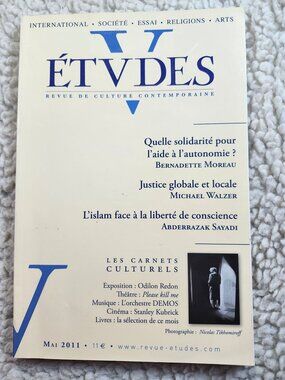 INTERNATIONAL • SOCIÉTÉ • ESSAI • RELIGIONS • ARTS
ÉTVDES
REVUE DE CULTURE CONTEMPORAINE
Quelle solidarité pour
l'aide à l'autonomie ?
BERNADETTE MOREAU
Justice globale et locale
MICHAEL WALZER
L'islam face à la liberté de conscience
ABDERRAZAK SAYADI
LES CARNETS
CULTURELS
Exposition : Odilon Redon
Théâtre : Please kill me
Musique : L'orchestre DEMOS
Cinéma : Stanley Kubrick
Livres : la sélection de ce mois
Photographie : Nicolas Tikhomiroff
MAI 2011 • 11€ • www.revue-etudes.com